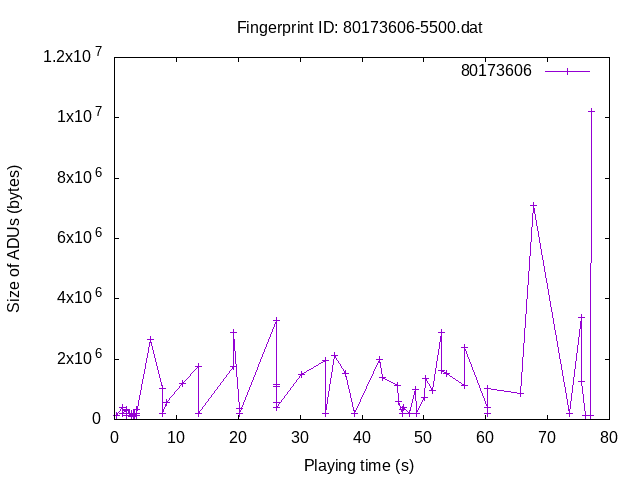 Fingerprint ID: 80173606-5500.dat
80173606
Size of ADUs (bytes)
1.2x10^7
1x10^7
8x10^6
6x10^6
4x10^6
2x10^6
0
0 10 20 30 40 50 60 70 80
Playing time (s)